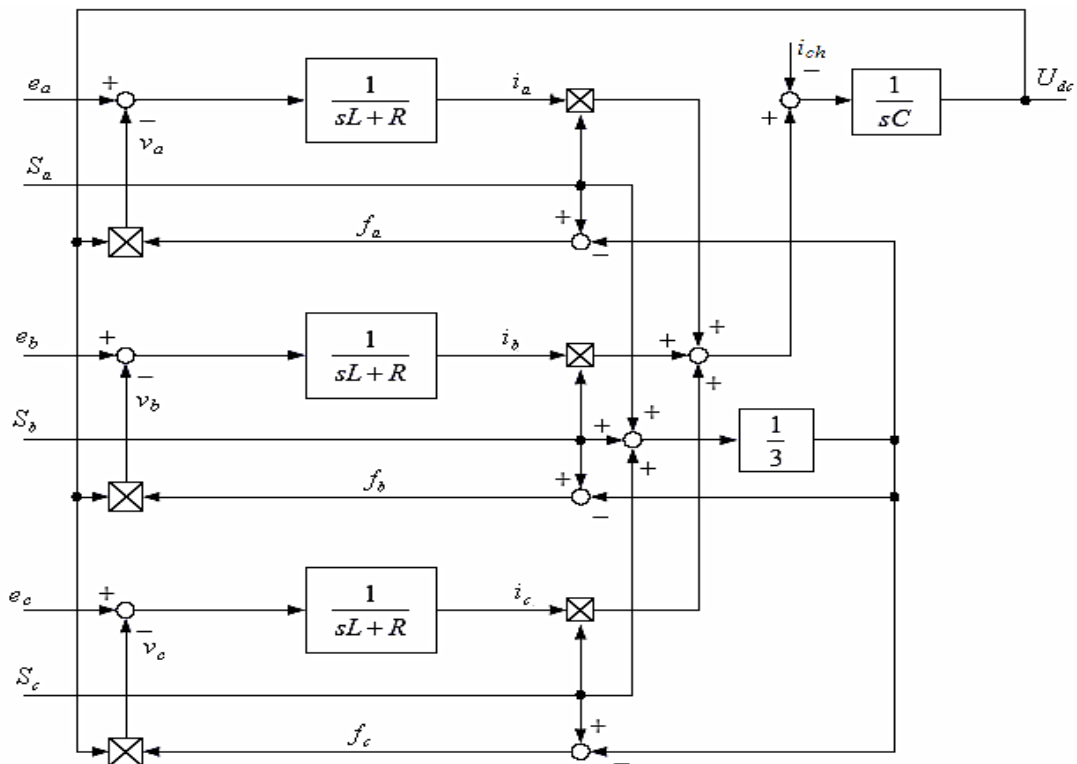 i_ch
−
e_a + 1/(sL+R) i_a U_dc
− 1/(sC)
v_a +
S_a
f_a +
−
+
e_b + 1/(sL+R) i_b +
− +
v_b
S_b + + 1/3
+
f_b +
−
e_c + 1/(sL+R) i_c
−
v_c
S_c
f_c +
−